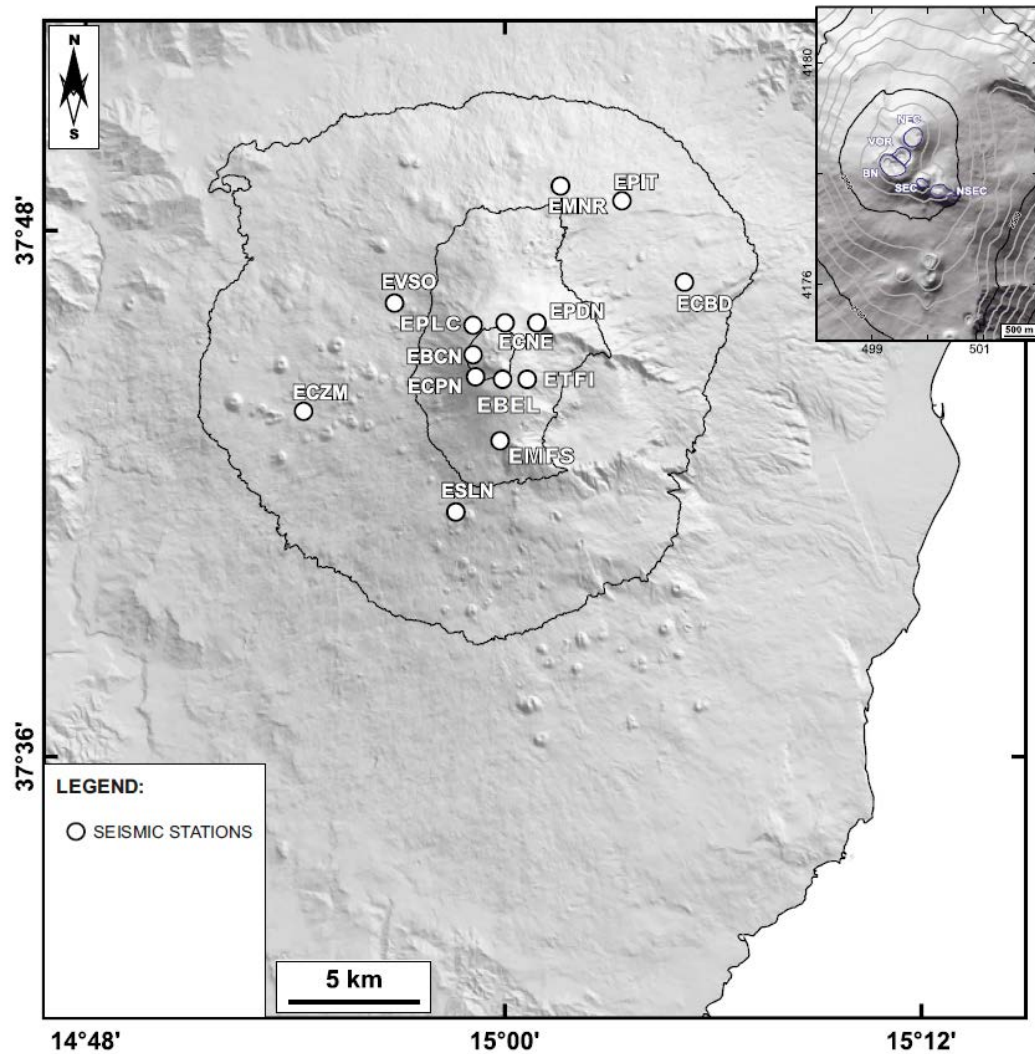 N
S
4180
4176
499
501
NEC
VOR
BN
SEC
NSEC
500 m
37°48'
37°36'
EPIT
EMNR
EVSO
ECBD
EPLC
EPDN
ECNE
EBCN
ECPN
ETFI
ECZM
EBEL
EMFS
ESLN
LEGEND:
SEISMIC STATIONS
5 km
14°48'
15°00'
15°12'